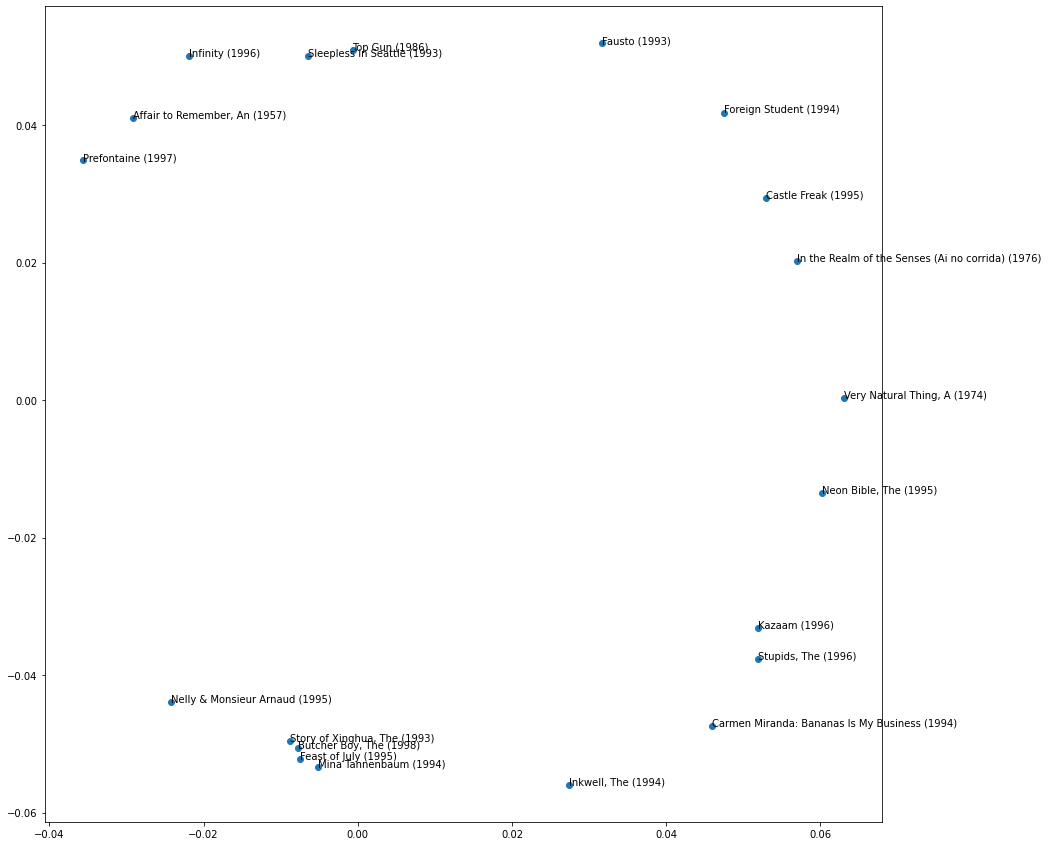 Top Gun (1986)
Fausto (1993)
Infinity (1996)
Sleepless in Seattle (1993)
Foreign Student (1994)
0.04
Affair to Remember, An (1957)
Prefontaine (1997)
Castle Freak (1995)
0.02
In the Realm of the Senses (Ai no corrida) (1976)
0.00
Very Natural Thing, A (1974)
Neon Bible, The (1995)
−0.02
Kazaam (1996)
Stupids, The (1996)
−0.04
Nelly & Monsieur Arnaud (1995)
Carmen Miranda: Bananas Is My Business (1994)
Story of Xinghua, The (1993)
Butcher Boy, The (1998)
Feast of July (1995)
Mina Tannenbaum (1994)
Inkwell, The (1994)
−0.06
−0.04 −0.02 0.00 0.02 0.04 0.06